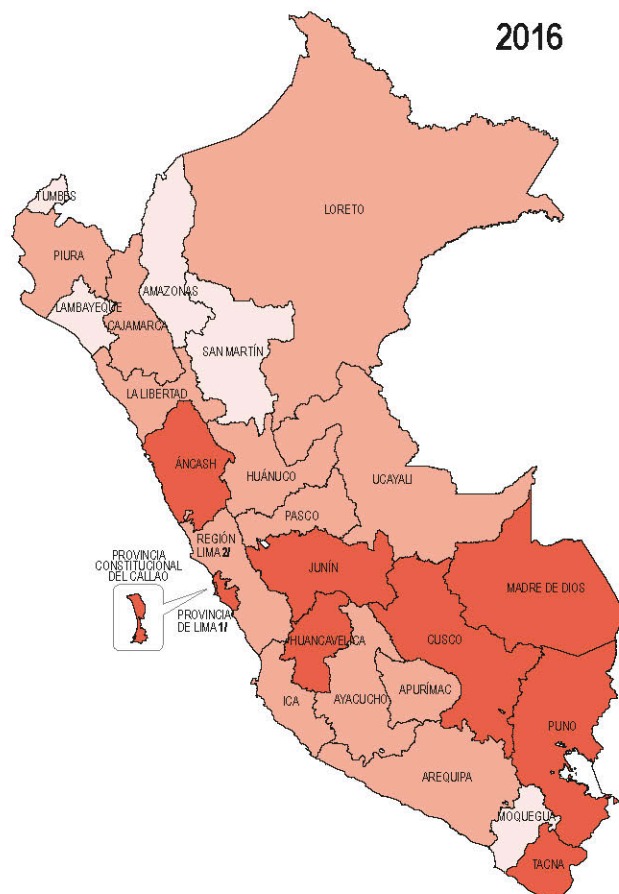 2016
TUMBES
LORETO
PIURA
AMAZONAS
LAMBAYEQUE
CAJAMARCA
SAN MARTÍN
LA LIBERTAD
ÁNCASH
HUÁNUCO
UCAYALI
PASCO
REGIÓN
LIMA 2/
PROVINCIA
CONSTITUCIONAL
DEL CALLAO
JUNÍN
MADRE DE DIOS
PROVINCIA
DE LIMA 1/
HUANCAVELICA
CUSCO
ICA
AYACUCHO
APURÍMAC
PUNO
AREQUIPA
MOQUEGUA
TACNA